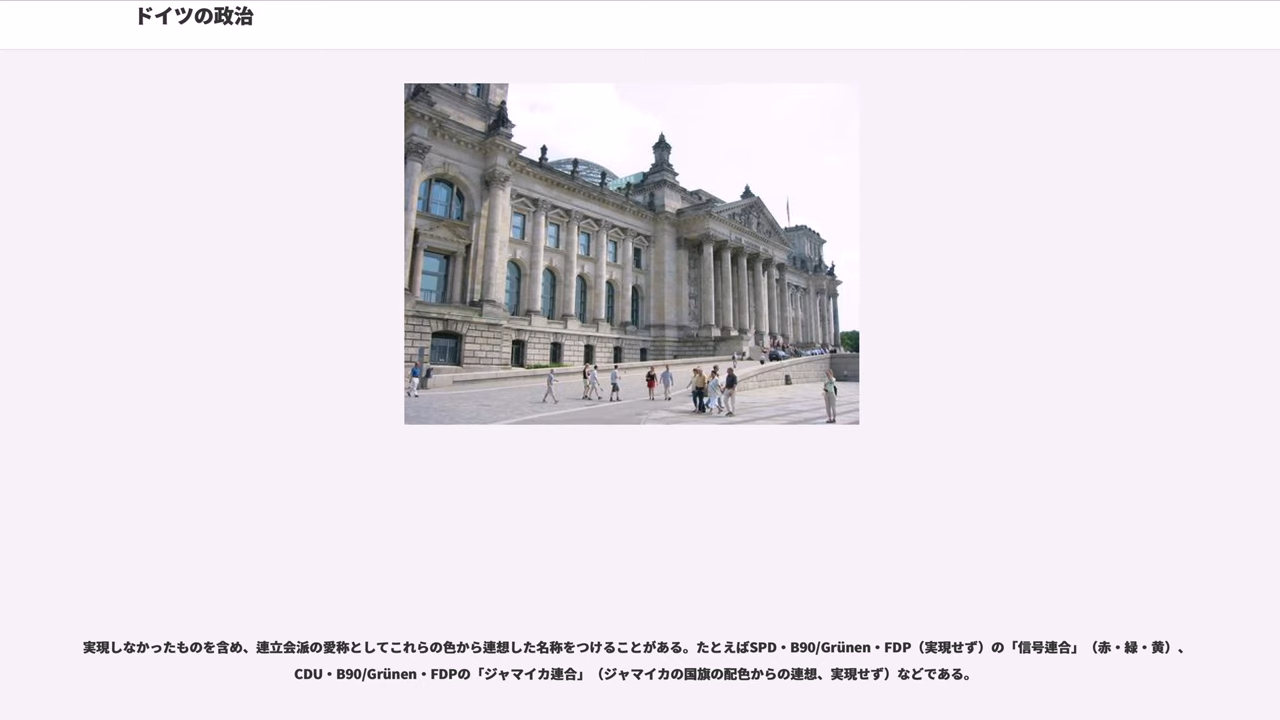 ドイツの政治
実現しなかったものを含め、連立会派の愛称としてこれらの色から連想した名称をつけることがある。たとえばSPD・B90/Grünen・FDP（実現せず）の「信号連合」（赤・緑・黄）、
CDU・B90/Grünen・FDPの「ジャマイカ連合」（ジャマイカの国旗の配色からの連想、実現せず）などである。